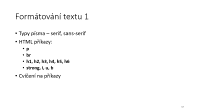 Formátování textu 1
• Typy písma – serif, sans-serif
• HTML příkazy:
• p
• br
• h1, h2, h3, h4, h5, h6
• strong, i, u, b
• Cvičení na příkazy